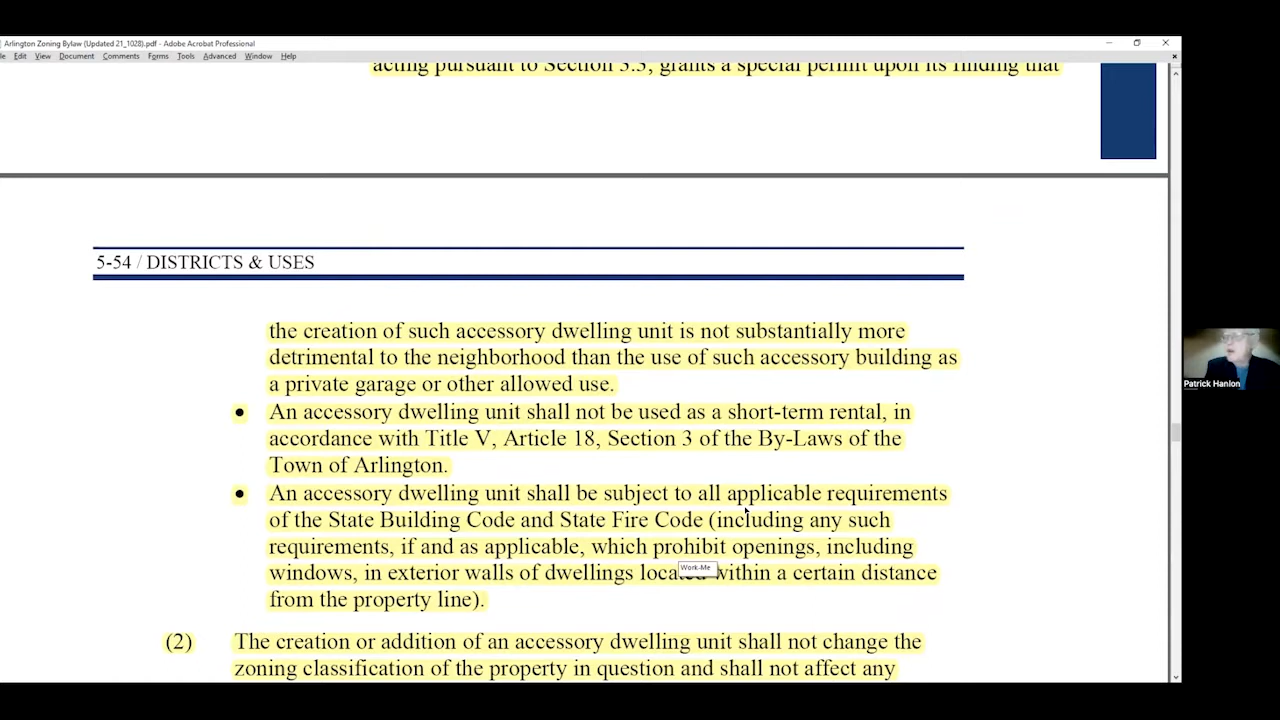 Arlington Zoning Bylaw (Updated 21_1028).pdf - Adobe Acrobat Professional
le Edit View Document Comments Forms Tools Advanced Window Help
acting pursuant to Section 3.3, grants a special permit upon its finding that
5-54 / DISTRICTS & USES
the creation of such accessory dwelling unit is not substantially more
detrimental to the neighborhood than the use of such accessory building as
a private garage or other allowed use.
• An accessory dwelling unit shall not be used as a short-term rental, in
accordance with Title V, Article 18, Section 3 of the By-Laws of the
Town of Arlington.
• An accessory dwelling unit shall be subject to all applicable requirements
of the State Building Code and State Fire Code (including any such
requirements, if and as applicable, which prohibit openings, including
windows, in exterior walls of dwellings located within a certain distance
from the property line).
Work-Me
(2) The creation or addition of an accessory dwelling unit shall not change the
zoning classification of the property in question and shall not affect any
Patrick Hanlon